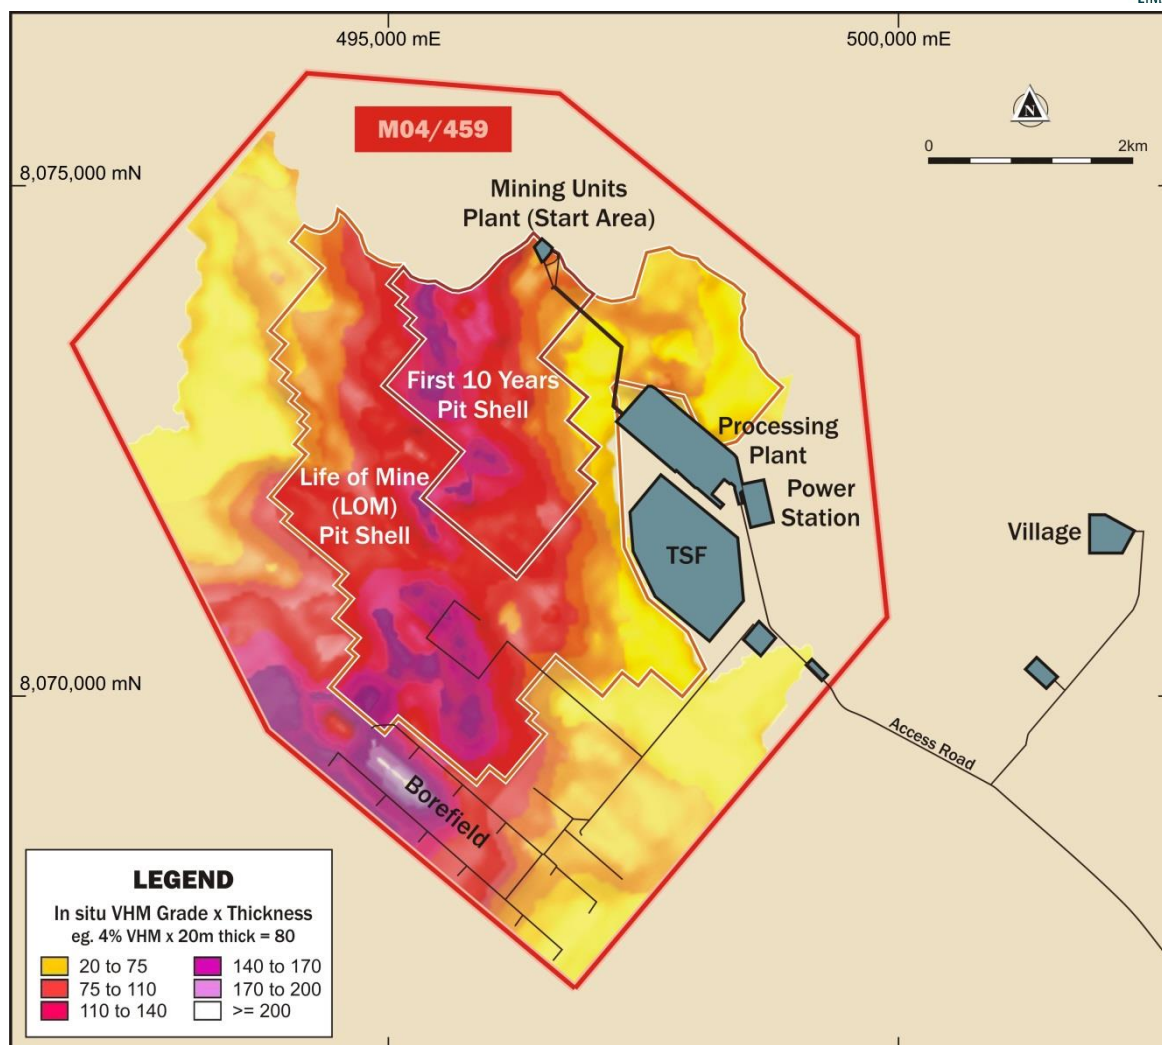 495,000 mE
500,000 mE
M04/459
N
0
2km
8,075,000 mN
Mining Units
Plant (Start Area)
First 10 Years
Pit Shell
Processing
Plant
Life of Mine
(LOM)
Pit Shell
Power
Station
Village
TSF
8,070,000 mN
Access Road
Borefield
LEGEND
In situ VHM Grade x Thickness
eg. 4% VHM x 20m thick = 80
20 to 75
140 to 170
75 to 110
170 to 200
110 to 140
>= 200